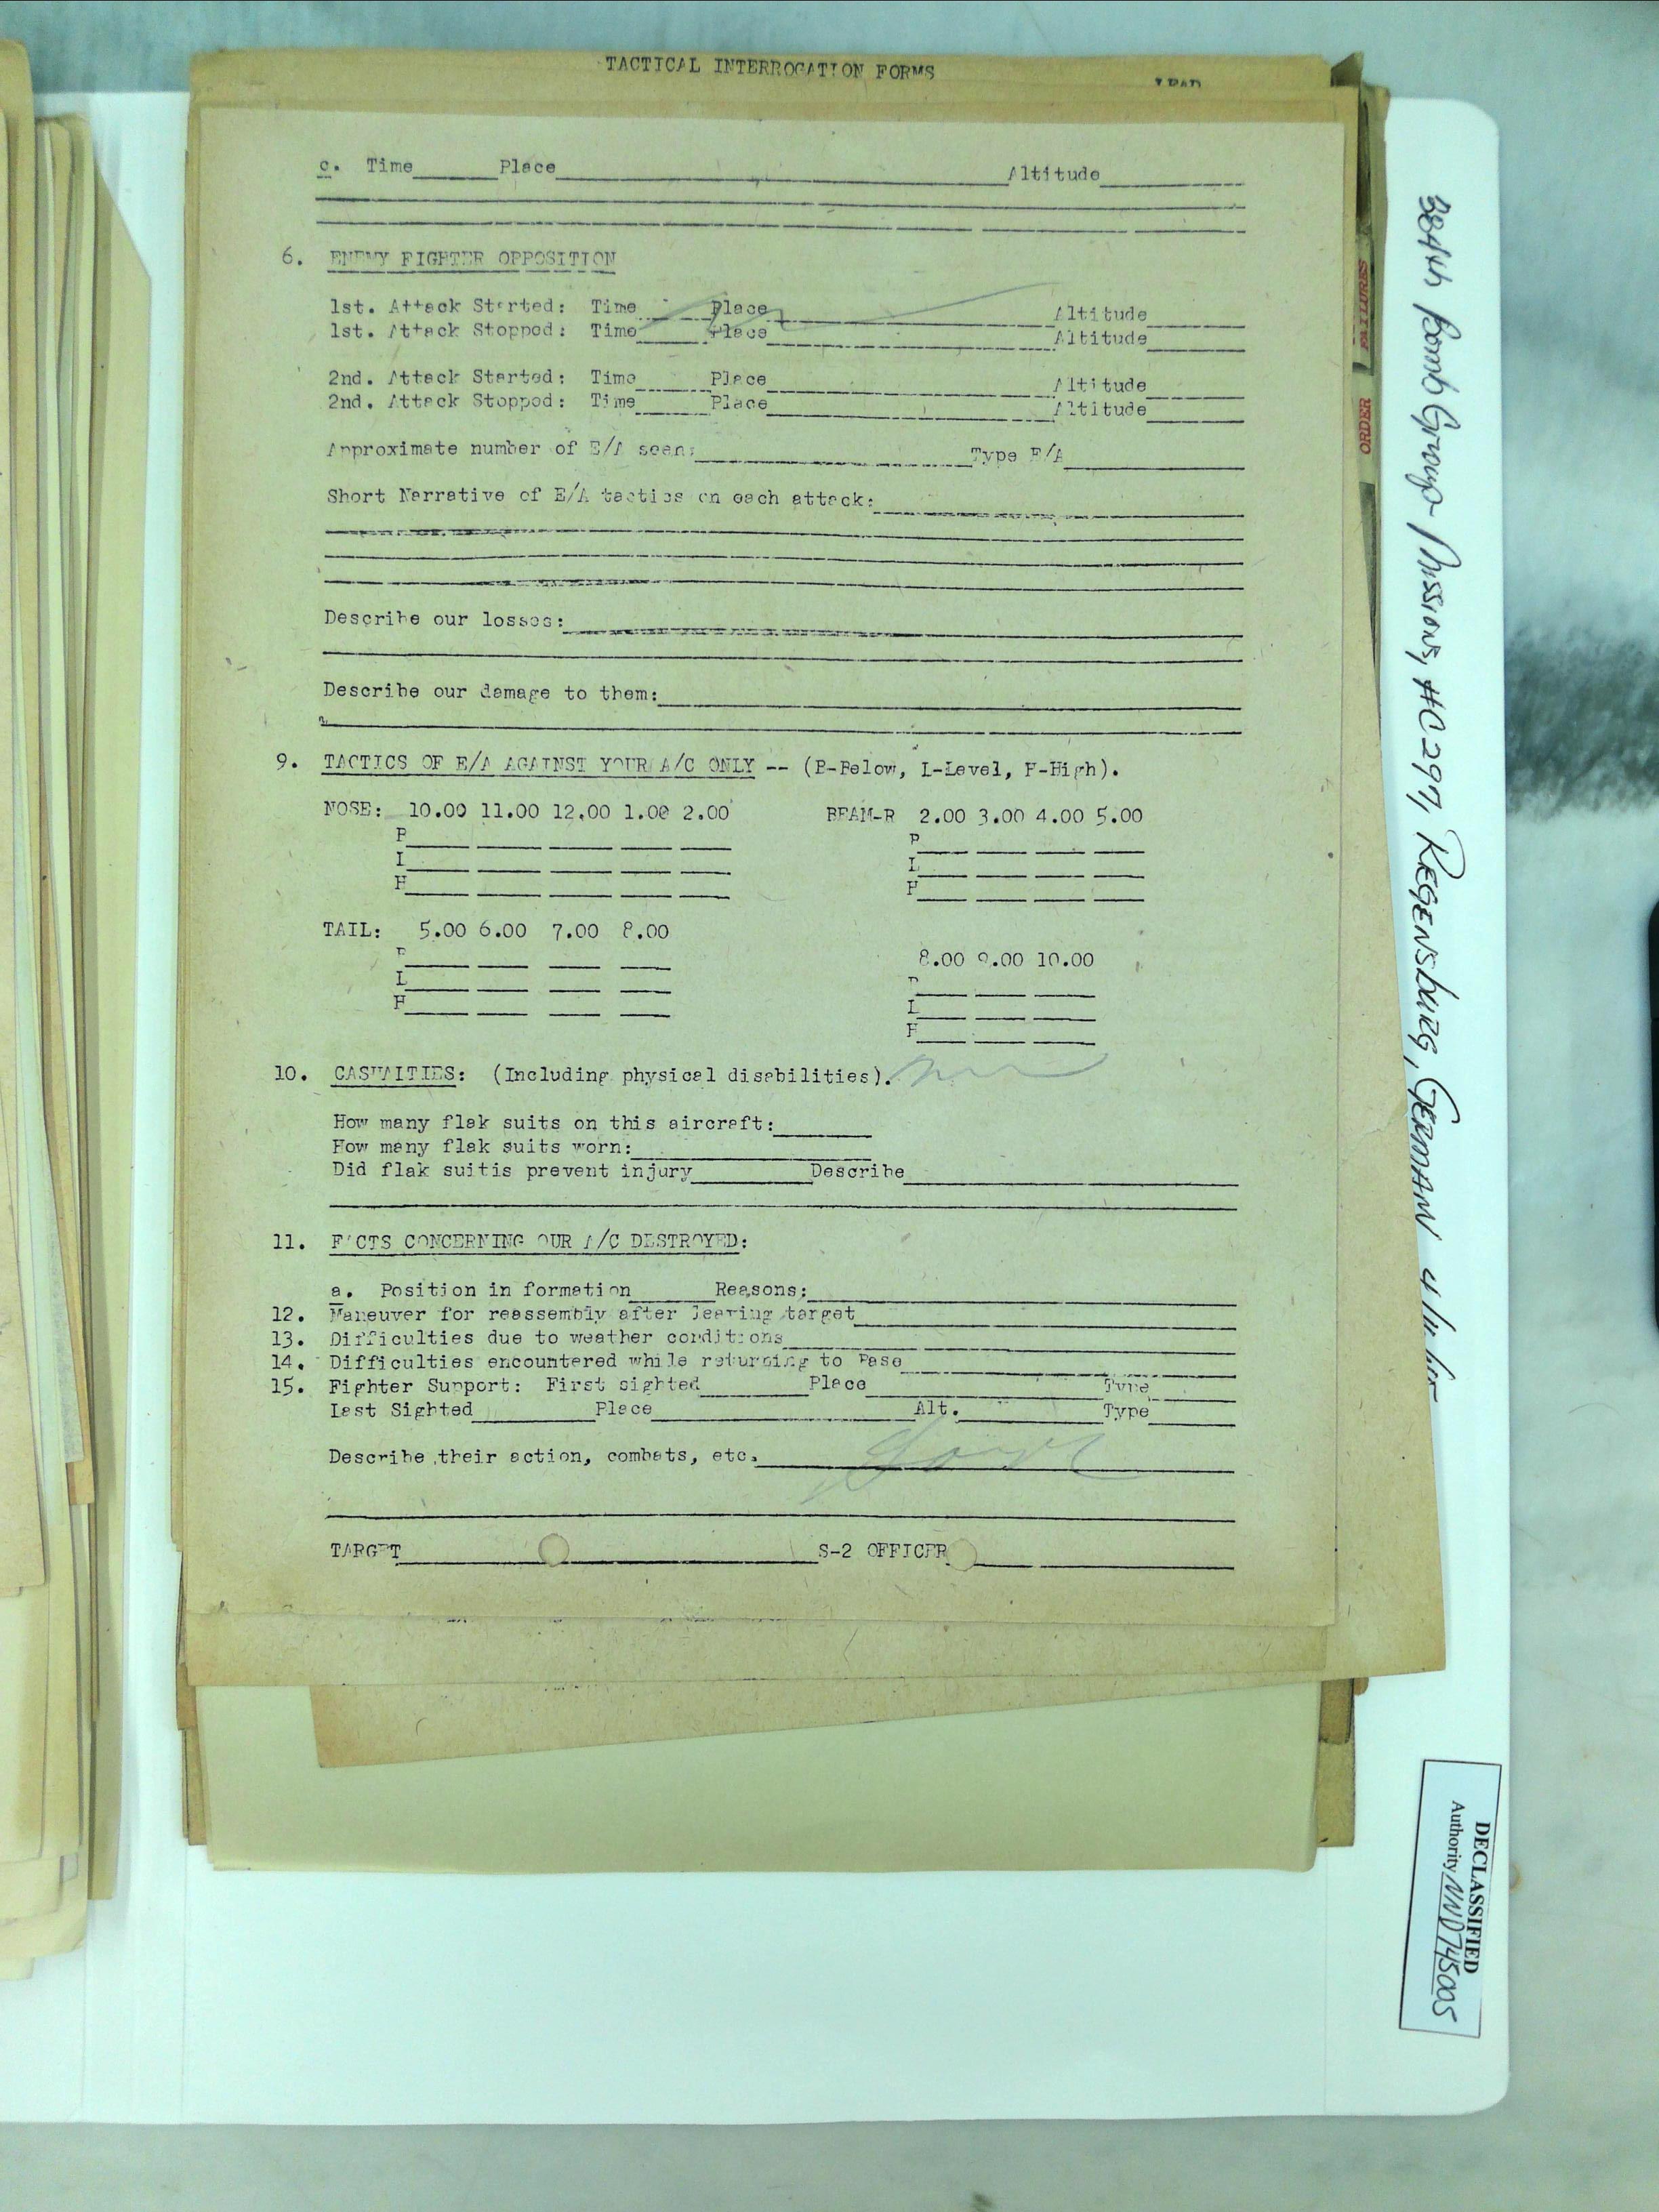 TACTICAL INTERROGATION FORMS
LEAD
c. Time Place Altitude
6. ENEMY FIGHTER OPPOSITION
1st. Attack Started: Time Place Altitude
1st. Attack Stopped: Time Place Altitude
2nd. Attack Started: Time Place Altitude
2nd. Attack Stopped: Time Place Altitude
Approximate number of E/A seen: Type E/A
Short Narrative of E/A tactics on each attack:
Describe our losses:
Describe our damage to them:
9. TACTICS OF E/A AGAINST YOUR A/C ONLY -- (B-Below, L-Level, H-High).
NOSE: 10.00 11.00 12.00 1.00 2.00 BEAM-R 2.00 3.00 4.00 5.00
B B
L L
H H
TAIL: 5.00 6.00 7.00 8.00
8.00 9.00 10.00
B B
L L
H H
10. CASUALTIES: (Including physical disabilities).
How many flak suits on this aircraft:
How many flak suits worn:
Did flak suitis prevent injury Describe
11. FACTS CONCERNING OUR A/C DESTROYED:
a. Position in formation Reasons:
12. Maneuver for reassembly after leaving target
13. Difficulties due to weather conditions
14. Difficulties encountered while returning to Base
15. Fighter Support: First sighted Place Type
Last Sighted Place Alt. Type
Describe their action, combats, etc.
TARGET S-2 OFFICER
FAILURES
ORDER
384th Bomb Group Missions, #C297, REGENSBURG, GERMAN
DECLASSIFIED
Authority NND745005